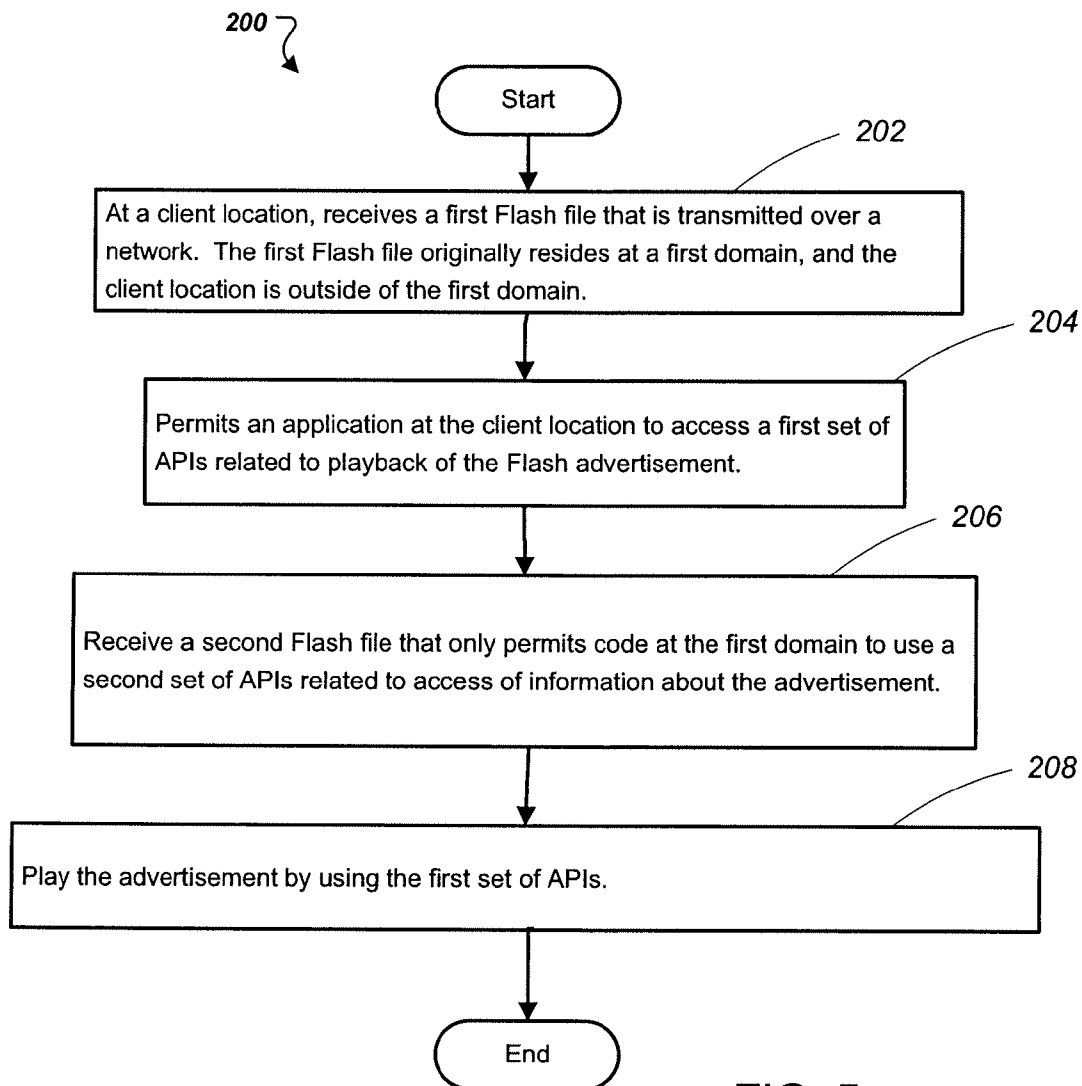 200
Start
202
At a client location, receives a first Flash file that is transmitted over a
network. The first Flash file originally resides at a first domain, and the
client location is outside of the first domain.
204
Permits an application at the client location to access a first set of
APIs related to playback of the Flash advertisement.
206
Receive a second Flash file that only permits code at the first domain to use a
second set of APIs related to access of information about the advertisement.
208
Play the advertisement by using the first set of APIs.
End